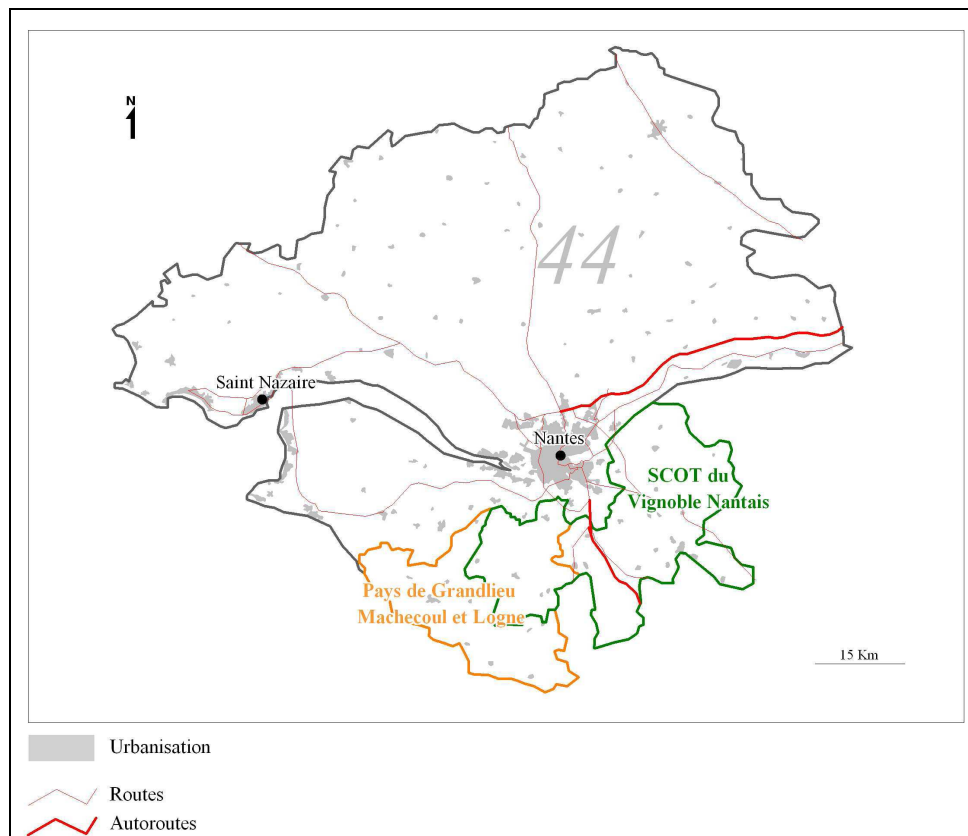 N
44
Saint Nazaire
Nantes
SCOT du
Vignoble Nantais
Pays de Grandlieu
Machecoul et Logne
15 Km
Urbanisation
Routes
Autoroutes